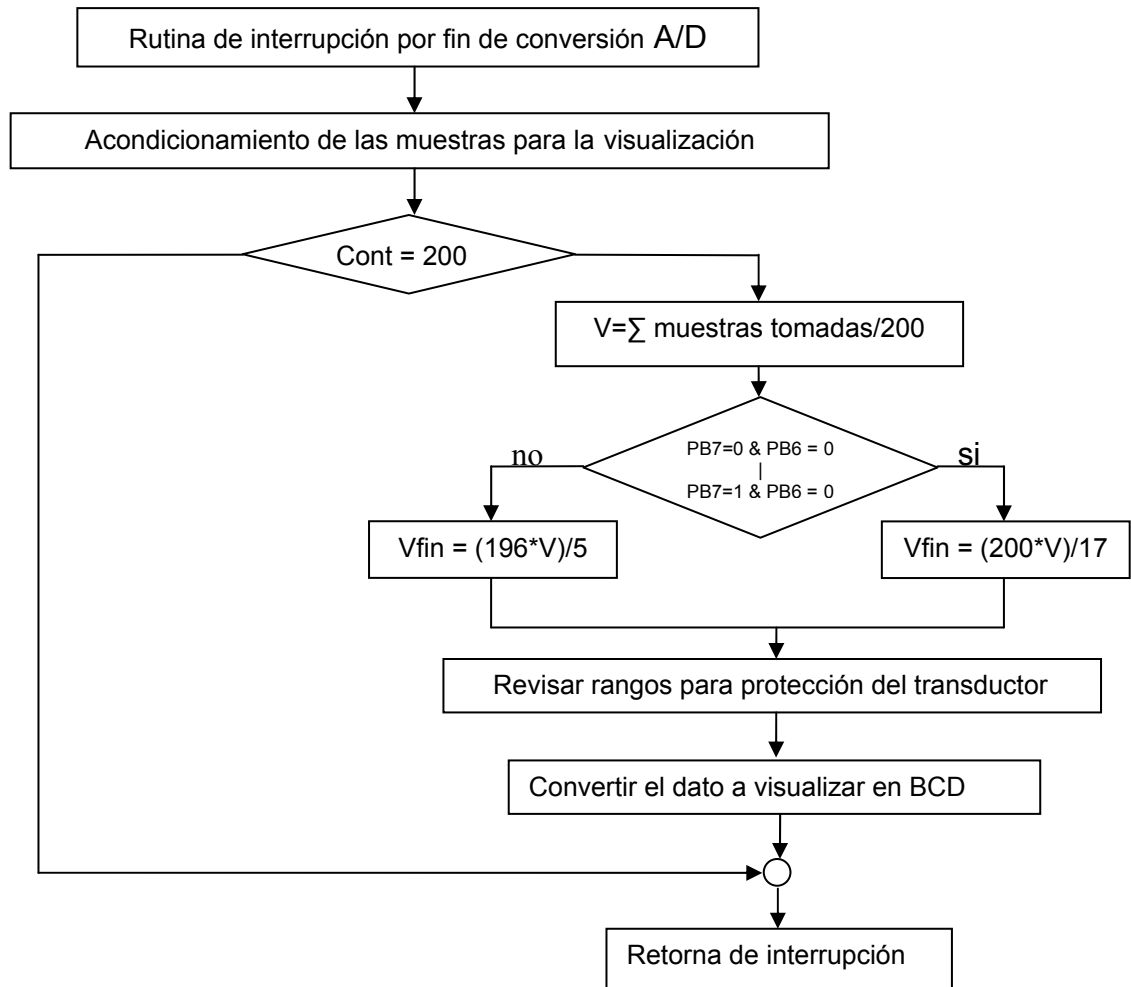 Rutina de interrupción por fin de conversión A/D
Acondicionamiento de las muestras para la visualización
Cont = 200
V=∑ muestras tomadas/200
PB7=0 & PB6 = 0
|
PB7=1 & PB6 = 0
no
si
Vfin = (196*V)/5
Vfin = (200*V)/17
Revisar rangos para protección del transductor
Convertir el dato a visualizar en BCD
Retorna de interrupción